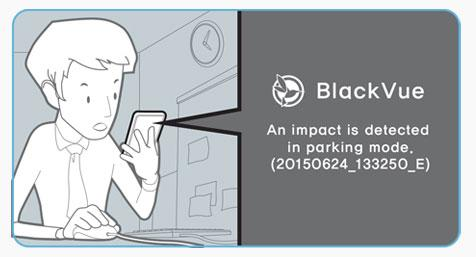 BlackVue
An impact is detected
in parking mode.
(20150624_133250_E)